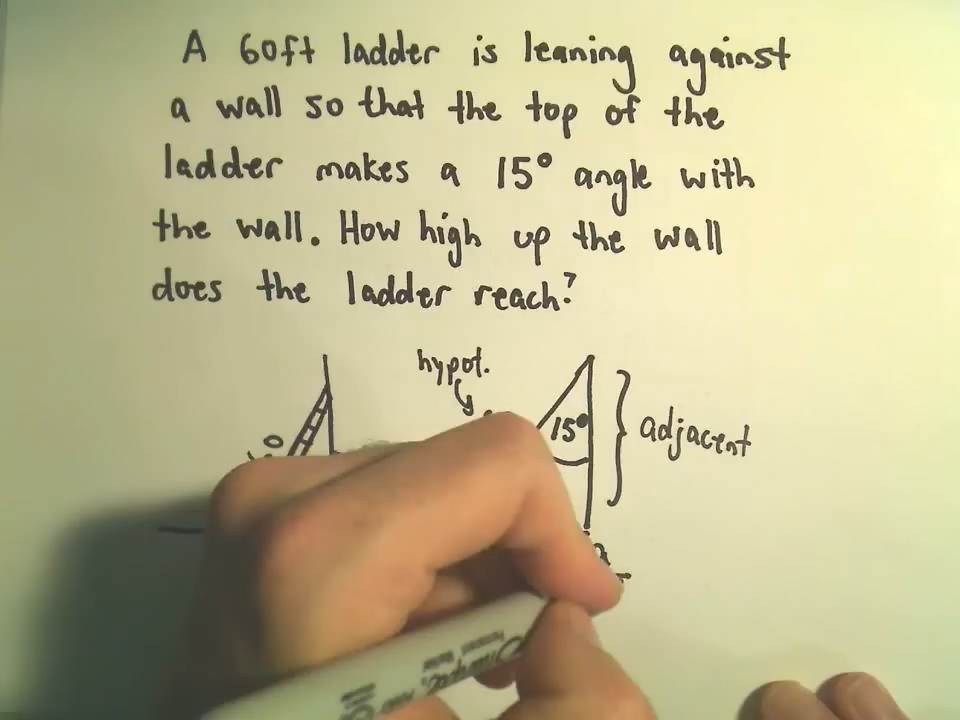 A 60ft ladder is leaning against
a wall so that the top of the
ladder makes a 15° angle with
the wall. How high up the wall
does the ladder reach?
hypot.
15°
adjacent